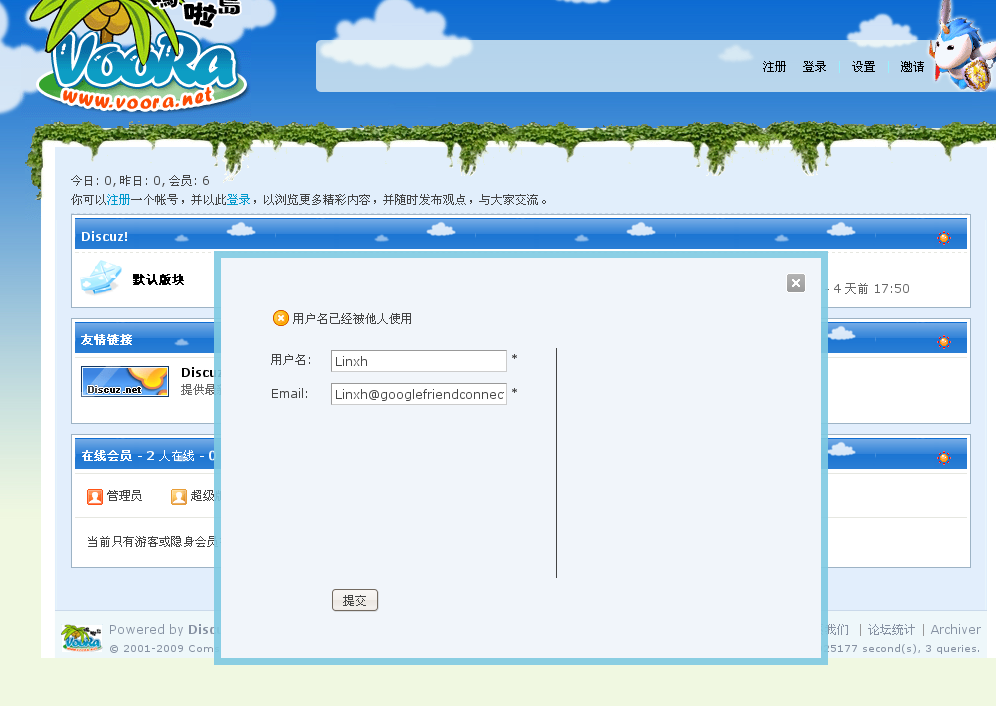 啦島
VOORA
www.voora.net
注册 登录 设置 邀请
今日: 0, 昨日: 0, 会员: 6
你可以注册一个帐号，并以此登录，以浏览更多精彩内容，并随时发布观点，与大家交流。
Discuz!
默认版块
4 天前 17:50
用户名已经被他人使用
用户名: Linxh *
Email: Linxh@googlefriendconnec *
提交
友情链接
Discuz.net
提供最
在线会员 - 2 人在线 - 0
管理员 超级
当前只有游客或隐身会员
VOORA
Powered by Disc
我们 | 论坛统计 | Archiver
© 2001-2009 Com
25177 second(s), 3 queries.